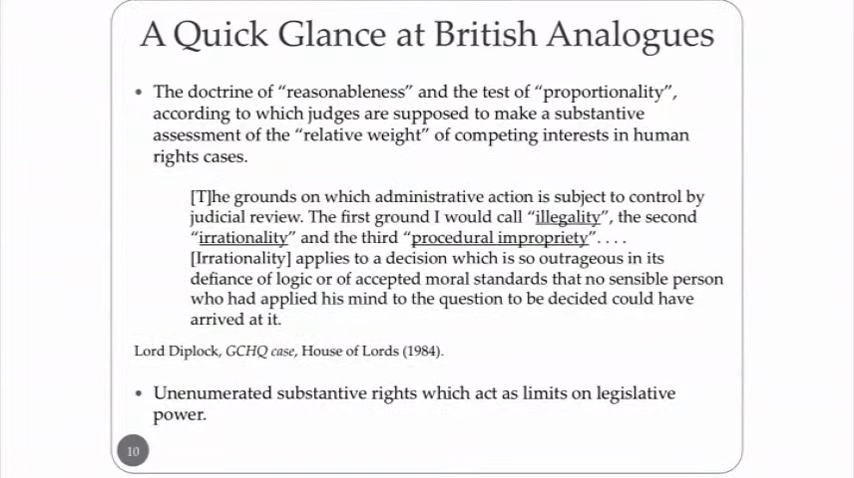 A Quick Glance at British Analogues
• The doctrine of “reasonableness” and the test of “proportionality”,
according to which judges are supposed to make a substantive
assessment of the “relative weight” of competing interests in human
rights cases.
[T]he grounds on which administrative action is subject to control by
judicial review. The first ground I would call “illegality”, the second
“irrationality” and the third “procedural impropriety”. . . .
[Irrationality] applies to a decision which is so outrageous in its
defiance of logic or of accepted moral standards that no sensible person
who had applied his mind to the question to be decided could have
arrived at it.
Lord Diplock, GCHQ case, House of Lords (1984).
• Unenumerated substantive rights which act as limits on legislative
power.
10